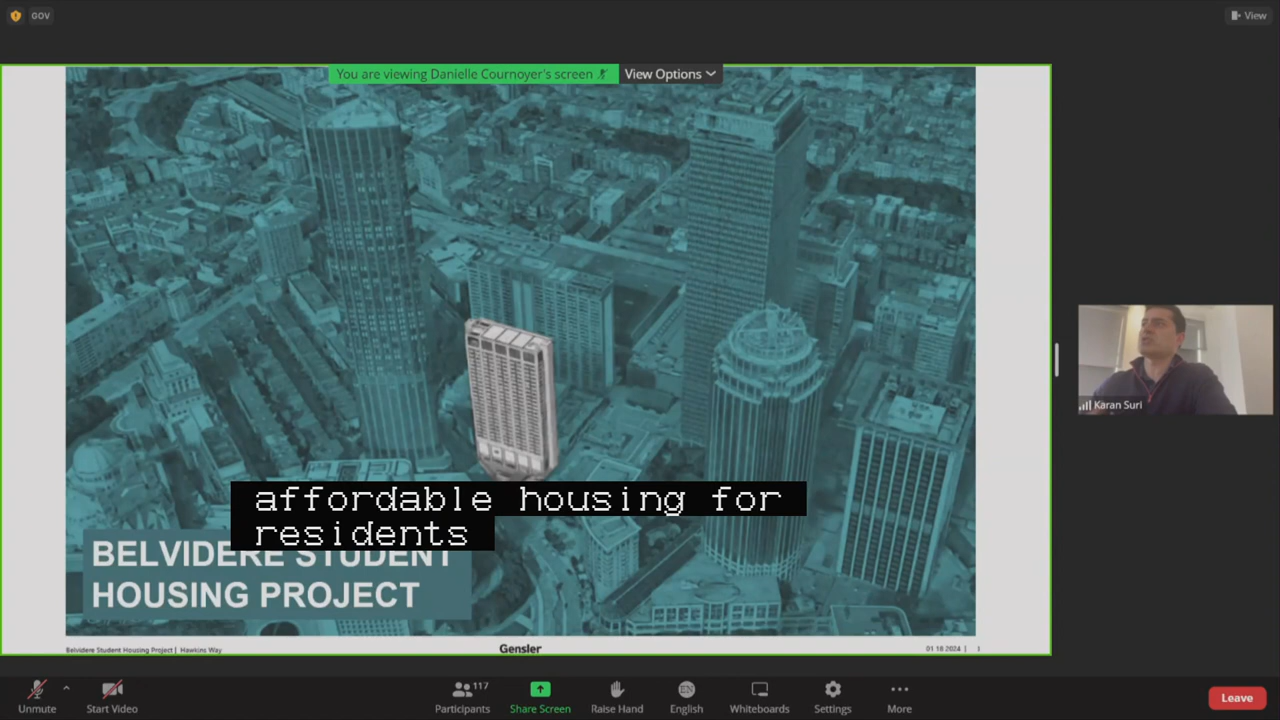 GOV
View
You are viewing Danielle Cournoyer's screen
View Options
affordable housing for
residents
BELVIDERE STUDENT
HOUSING PROJECT
Karan Suri
Belvidere Student Housing Project | Hawkins Way
Gensler
01 18 2024 | 1
Unmute
Start Video
117
Participants
Share Screen
Raise Hand
EN
English
Whiteboards
Settings
More
Leave